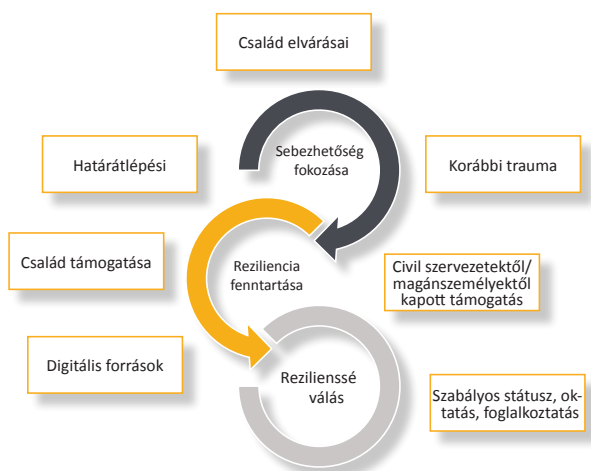 Család elvárásai
Sebezhetőség
fokozása
Határátlépési
Korábbi trauma
Család támogatása
Reziliencia
fenntartása
Civil szervezetektől/
magánszemélyektől
kapott támogatás
Digitális források
Rezilienssé
válás
Szabályos státusz, ok-
tatás, foglalkoztatás